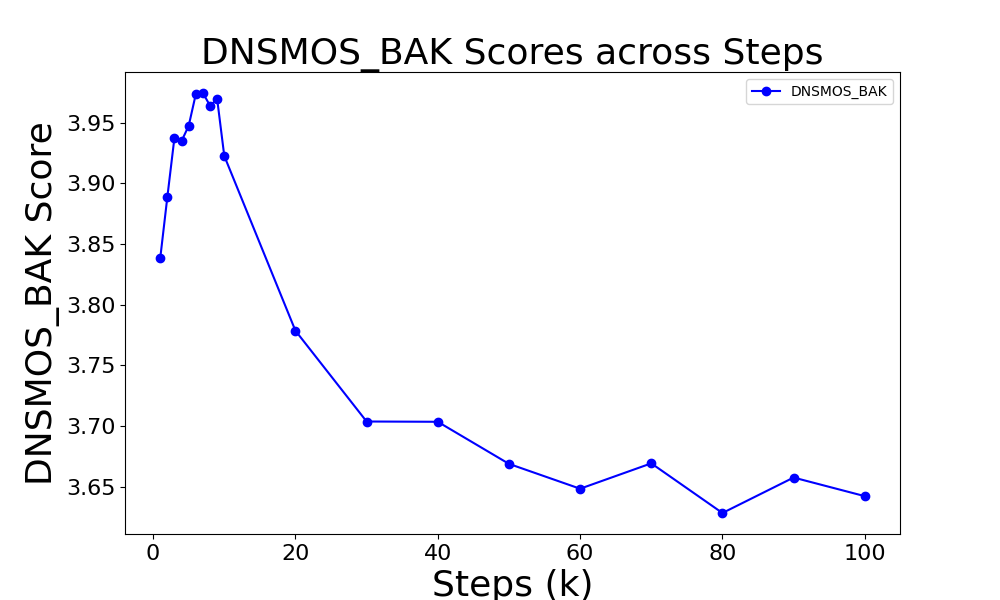 DNSMOS_BAK Scores across Steps
DNSMOS_BAK
DNSMOS_BAK Score
3.95
3.90
3.85
3.80
3.75
3.70
3.65
0 20 40 60 80 100
Steps (k)